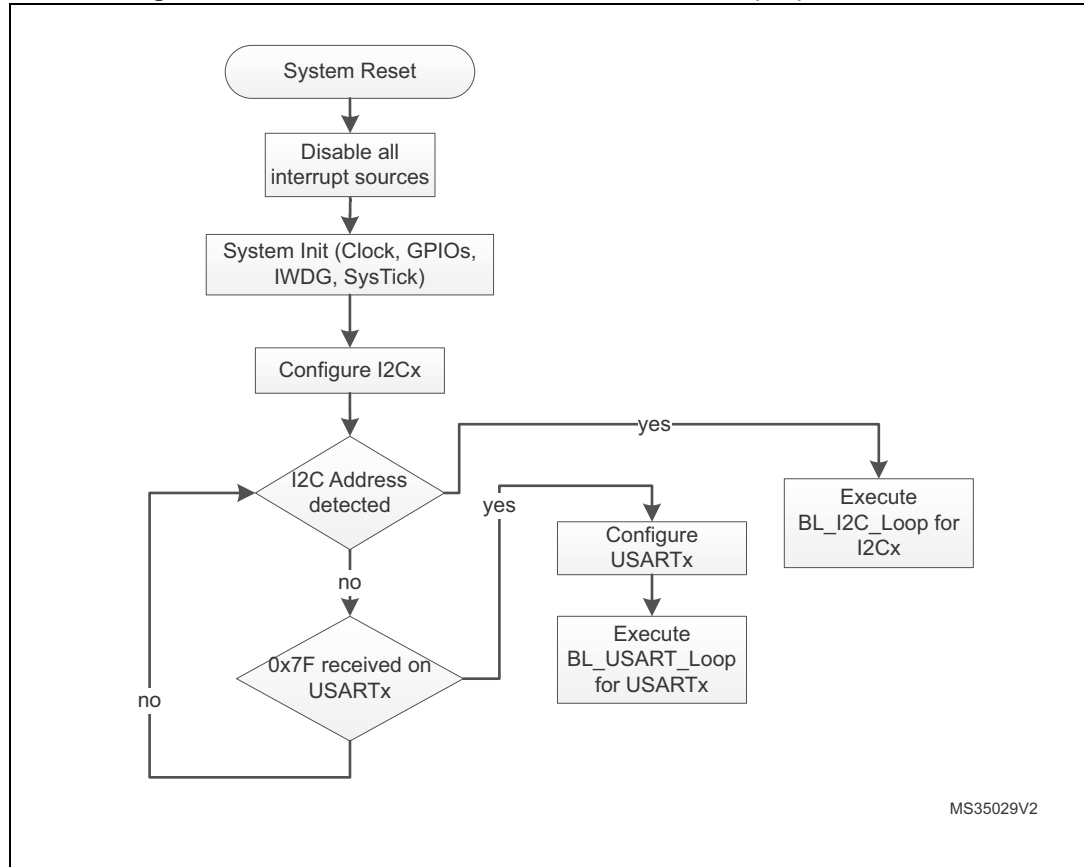 System Reset
Disable all
interrupt sources
System Init (Clock, GPIOs,
IWDG, SysTick)
Configure I2Cx
yes
I2C Address
detected
Execute
BL_I2C_Loop for
I2Cx
yes
Configure
USARTx
no
Execute
BL_USART_Loop
for USARTx
0x7F received on
USARTx
no
MS35029V2